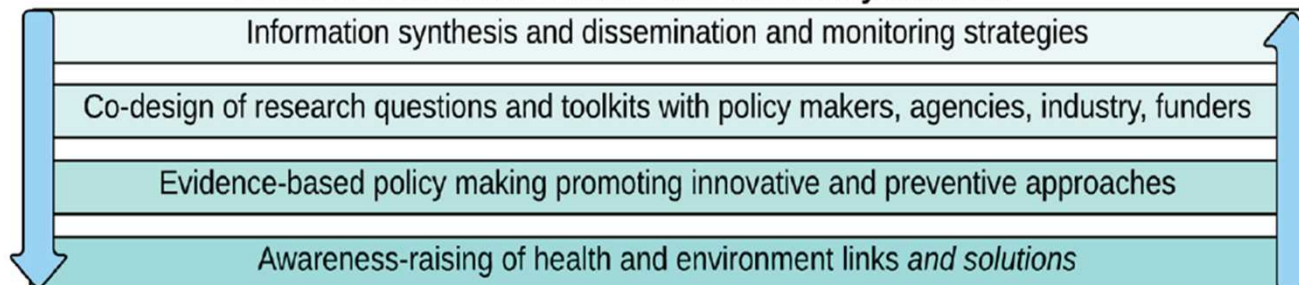 Information synthesis and dissemination and monitoring strategies
Co-design of research questions and toolkits with policy makers, agencies, industry, funders
Evidence-based policy making promoting innovative and preventive approaches
Awareness-raising of health and environment links and solutions